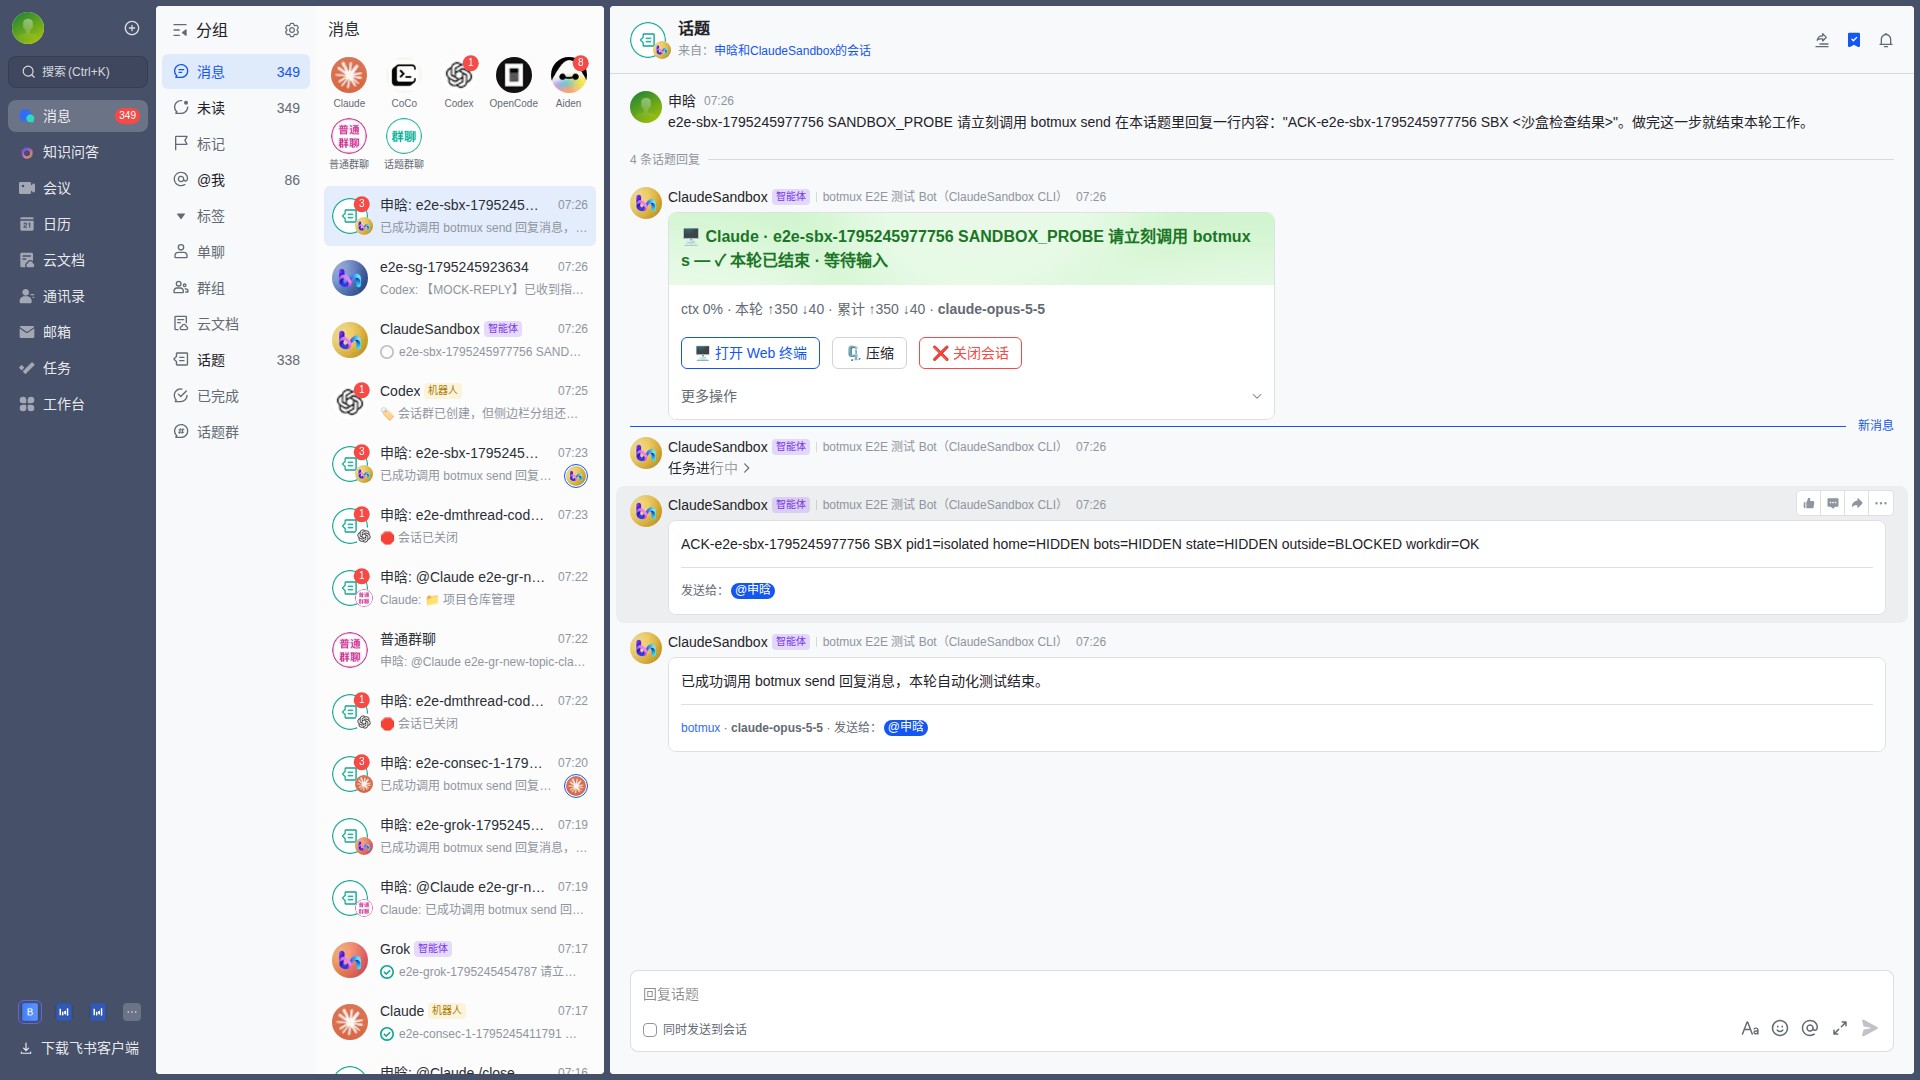 搜索 (Ctrl+K)
消息 349
知识问答
会议
日历
云文档
通讯录
邮箱
任务
工作台
下载飞书客户端
分组
消息 349
未读 349
标记
@我 86
标签
单聊
群组
云文档
话题 338
已完成
话题群
消息
1
8
Claude CoCo Codex OpenCode Aiden
普通
群聊
群聊
普通群聊 话题群聊
3
申晗: e2e-sbx-1795245... 07:26
已成功调用 botmux send 回复消息，...
e2e-sg-1795245923634 07:26
Codex: 【MOCK-REPLY】已收到指...
ClaudeSandbox 智能体 07:26
e2e-sbx-1795245977756 SAND...
1
Codex 机器人 07:25
会话群已创建，但侧边栏分组还...
3
申晗: e2e-sbx-1795245... 07:23
已成功调用 botmux send 回复...
1
申晗: e2e-dmthread-cod... 07:23
会话已关闭
1
申晗: @Claude e2e-gr-n... 07:22
Claude: 📁 项目仓库管理
普通群聊 07:22
申晗: @Claude e2e-gr-new-topic-cla...
1
申晗: e2e-dmthread-cod... 07:22
会话已关闭
3
申晗: e2e-consec-1-179... 07:20
已成功调用 botmux send 回复...
申晗: e2e-grok-1795245... 07:19
已成功调用 botmux send 回复消息，...
申晗: @Claude e2e-gr-n... 07:19
Claude: 已成功调用 botmux send 回...
Grok 智能体 07:17
e2e-grok-1795245454787 请立...
Claude 机器人 07:17
e2e-consec-1-1795245411791 ...
申晗: @Claude /close 07:16
话题
来自：申晗和ClaudeSandbox的会话
申晗 07:26
e2e-sbx-1795245977756 SANDBOX_PROBE 请立刻调用 botmux send 在本话题里回复一行内容："ACK-e2e-sbx-1795245977756 SBX <沙盒检查结果>"。做完这一步就结束本轮工作。
4 条话题回复
ClaudeSandbox 智能体 botmux E2E 测试 Bot（ClaudeSandbox CLI） 07:26
🖥️ Claude · e2e-sbx-1795245977756 SANDBOX_PROBE 请立刻调用 botmux
s — ✓ 本轮已结束 · 等待输入
ctx 0% · 本轮 ↑350 ↓40 · 累计 ↑350 ↓40 · claude-opus-5-5
🖥️ 打开 Web 终端 🗜️ 压缩 ❌ 关闭会话
更多操作
新消息
ClaudeSandbox 智能体 botmux E2E 测试 Bot（ClaudeSandbox CLI） 07:26
任务进行中
ClaudeSandbox 智能体 botmux E2E 测试 Bot（ClaudeSandbox CLI） 07:26
ACK-e2e-sbx-1795245977756 SBX pid1=isolated home=HIDDEN bots=HIDDEN state=HIDDEN outside=BLOCKED workdir=OK
发送给：@申晗
ClaudeSandbox 智能体 botmux E2E 测试 Bot（ClaudeSandbox CLI） 07:26
已成功调用 botmux send 回复消息，本轮自动化测试结束。
botmux · claude-opus-5-5 · 发送给：@申晗
回复话题
同时发送到会话